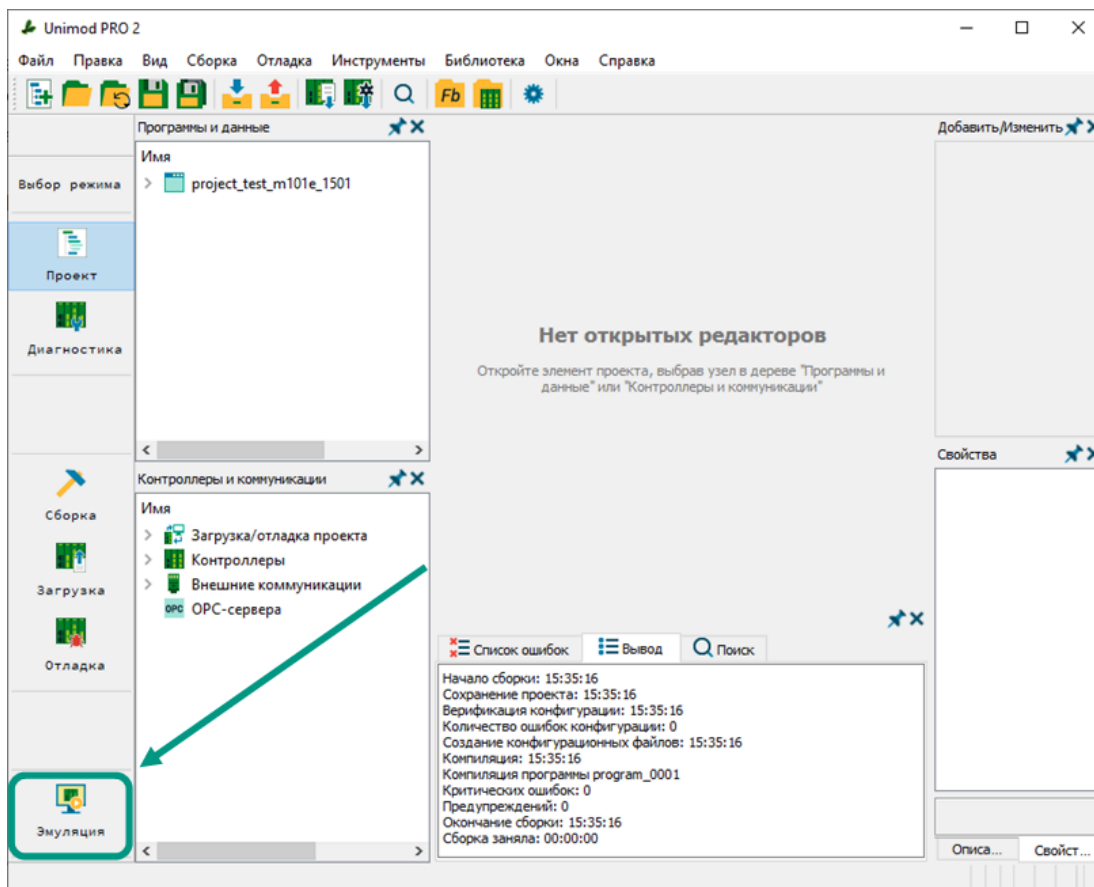 Unimod PRO 2
Файл Правка Вид Сборка Отладка Инструменты Библиотека Окна Справка
Fb
Выбор режима
Проект
Диагностика
Сборка
Загрузка
Отладка
Эмуляция
Программы и данные
Имя
project_test_m101e_1501
Контроллеры и коммуникации
Имя
Загрузка/отладка проекта
Контроллеры
Внешние коммуникации
OPC OPC-сервера
Нет открытых редакторов
Откройте элемент проекта, выбрав узел в дереве "Программы и
данные" или "Контроллеры и коммуникации"
Список ошибок Вывод Поиск
Начало сборки: 15:35:16
Сохранение проекта: 15:35:16
Верификация конфигурации: 15:35:16
Количество ошибок конфигурации: 0
Создание конфигурационных файлов: 15:35:16
Компиляция: 15:35:16
Компиляция программы program_0001
Критических ошибок: 0
Предупреждений: 0
Окончание сборки: 15:35:16
Сборка заняла: 00:00:00
Добавить/Изменить
Свойства
Описа... Свойст...